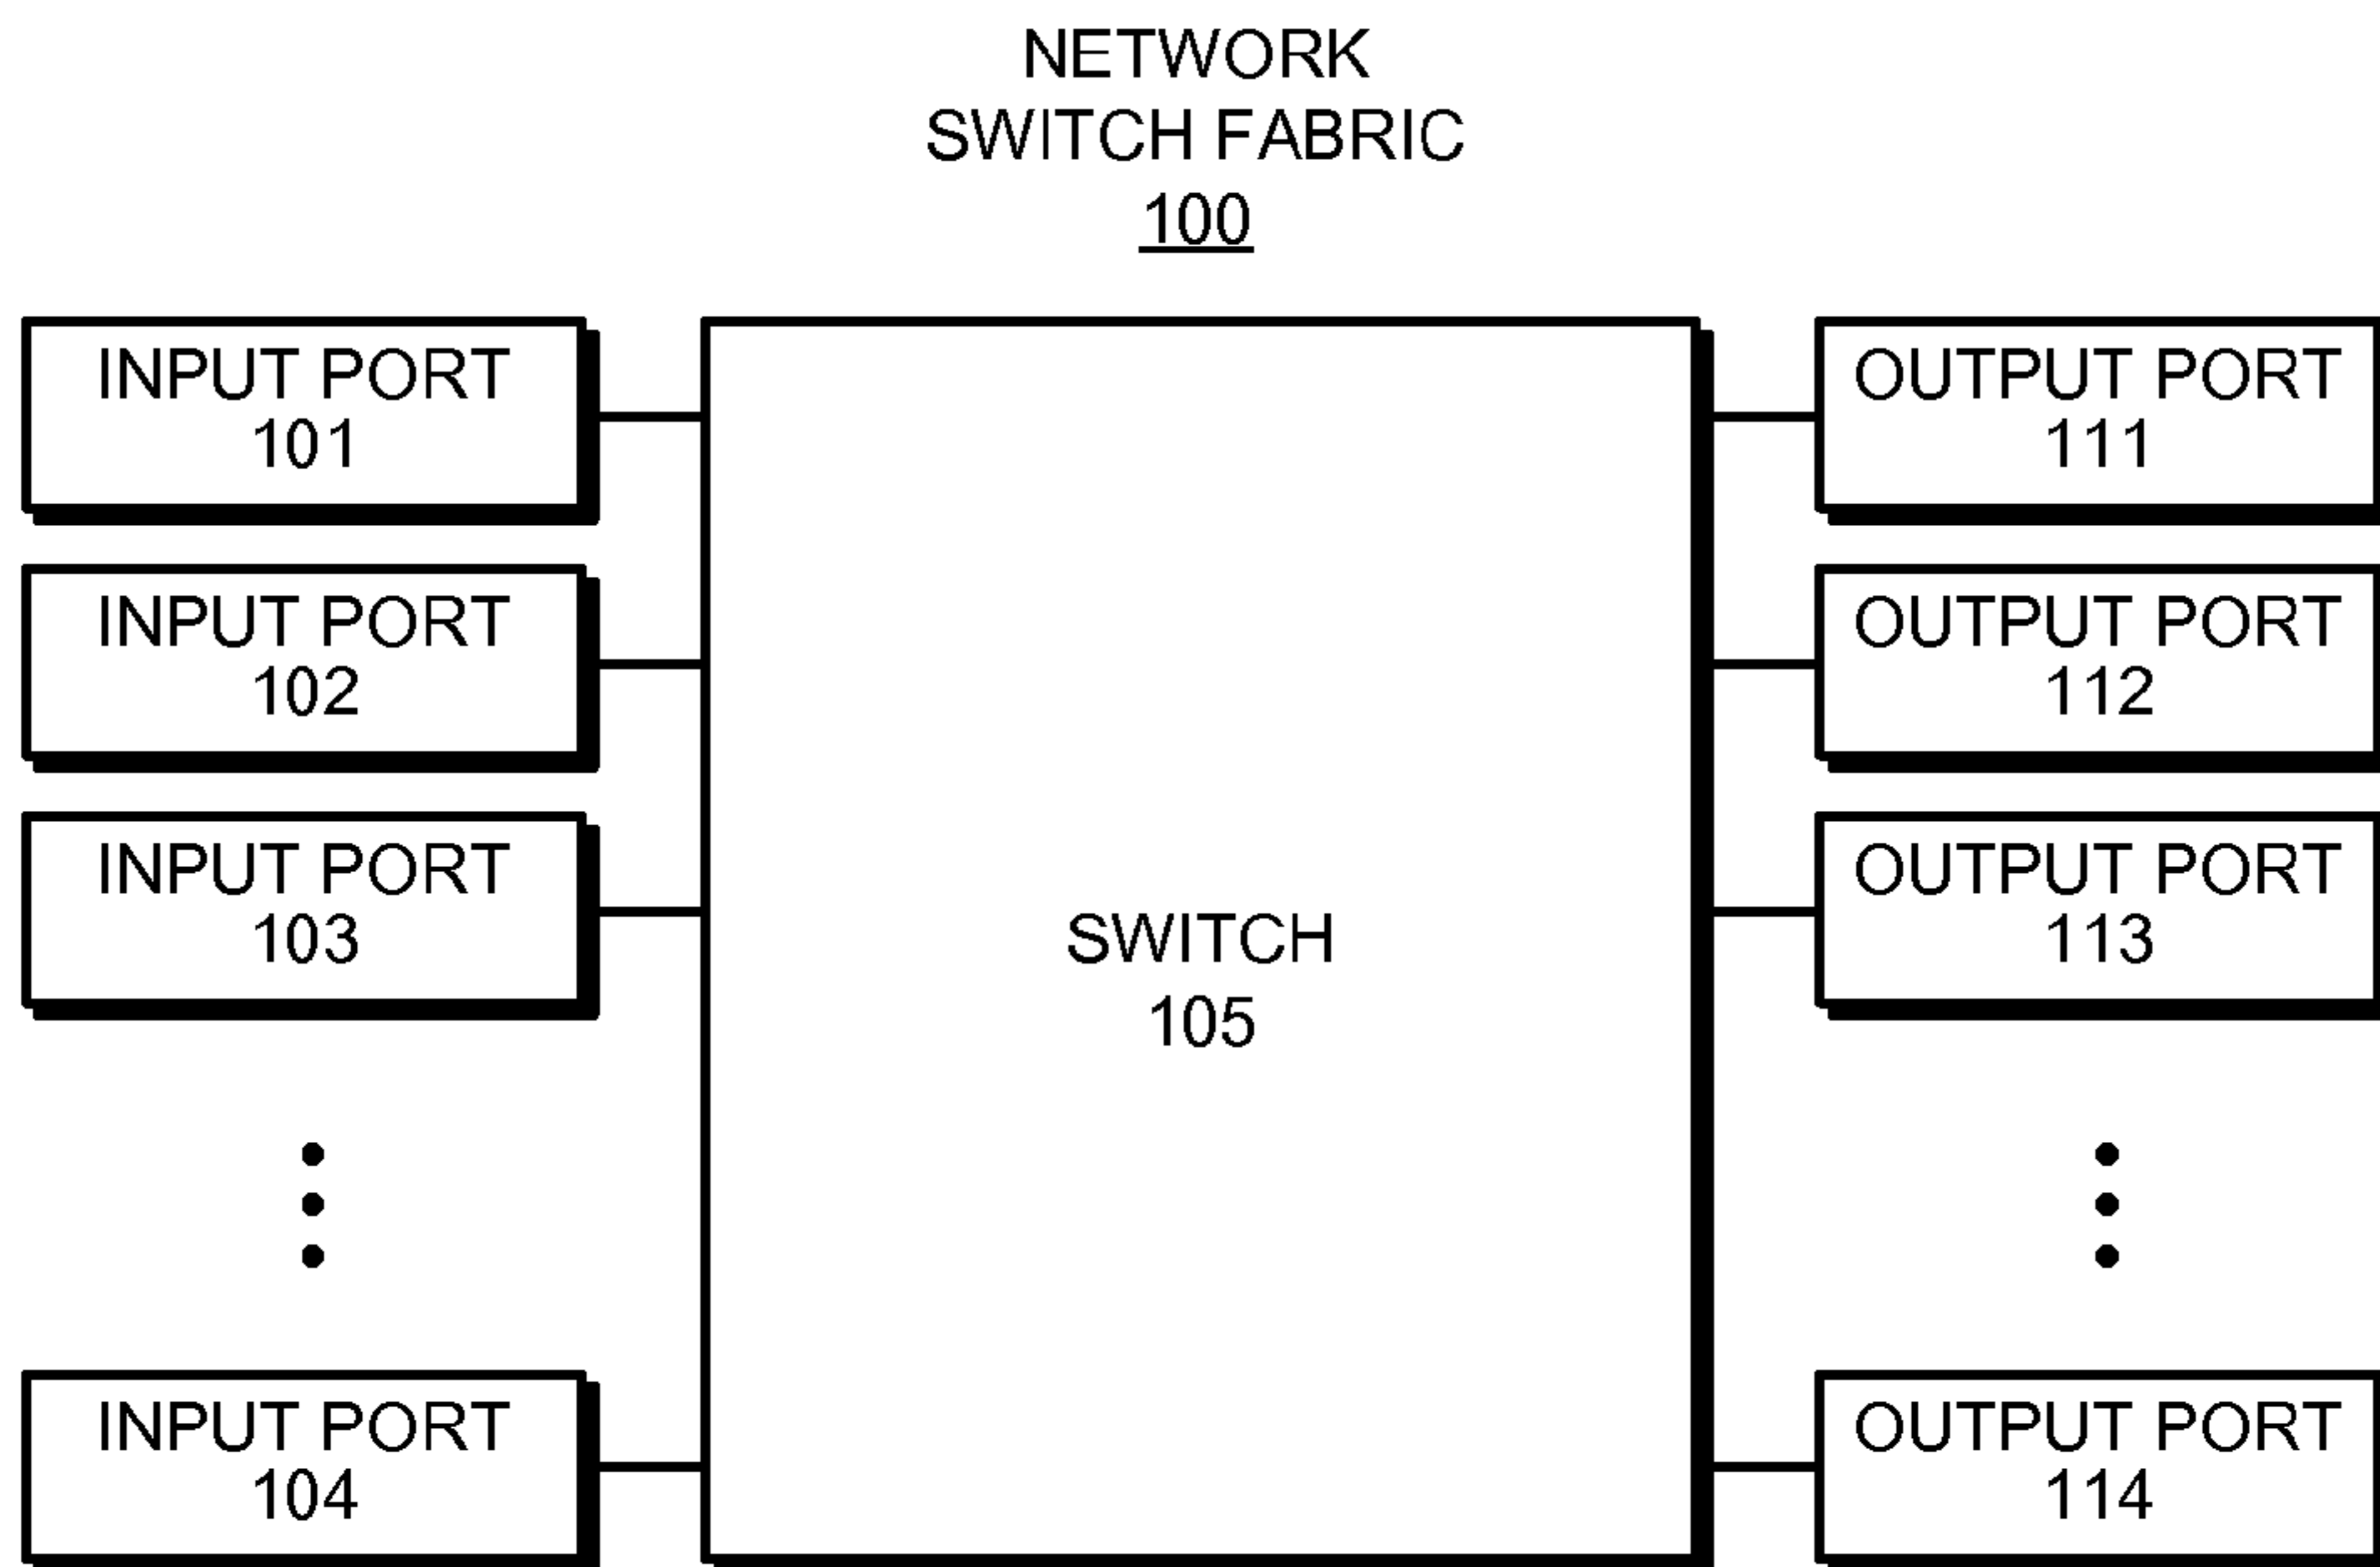 NETWORK
SWITCH FABRIC
100
INPUT PORT
101
INPUT PORT
102
INPUT PORT
103
INPUT PORT
104
SWITCH
105
OUTPUT PORT
111
OUTPUT PORT
112
OUTPUT PORT
113
OUTPUT PORT
114